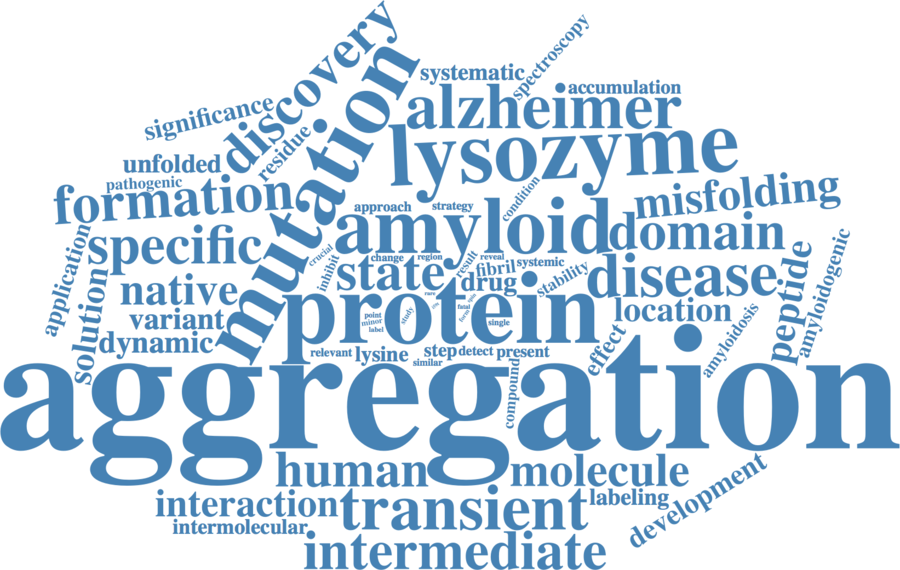 discovery
spectroscopy
systematic
accumulation
significance
mutation
alzheimer
residue
lysozyme
unfolded
pathogenic
formation
condition
misfolding
approach
strategy
amyloid
domain
application
specific
crucial
change
region
result
reveal
systemic
inhibit
state
fibril
drug
stability
disease
peptide
amyloidogenic
solution
native
protein
rare
fatal
form
point
minor
label
study
single
location
variant
dynamic
relevant
lysine
step
detect
present
similar
effect
amyloidosis
compound
aggregation
human
molecule
development
interaction
transient
labeling
intermolecular
intermediate